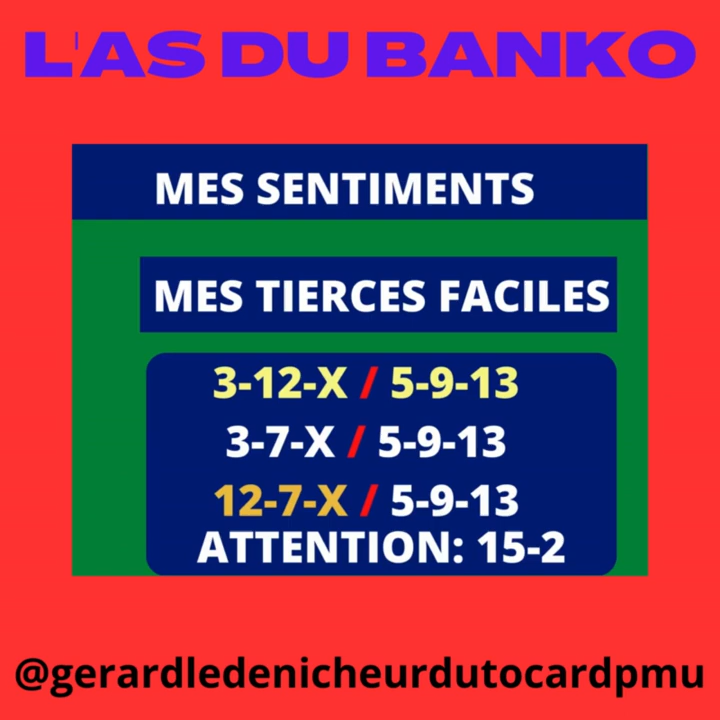 L'AS DU BANKO
MES SENTIMENTS
MES TIERCES FACILES
3-12-X / 5-9-13
3-7-X / 5-9-13
12-7-X / 5-9-13
ATTENTION: 15-2
@gerardledenicheurdutocardpmu